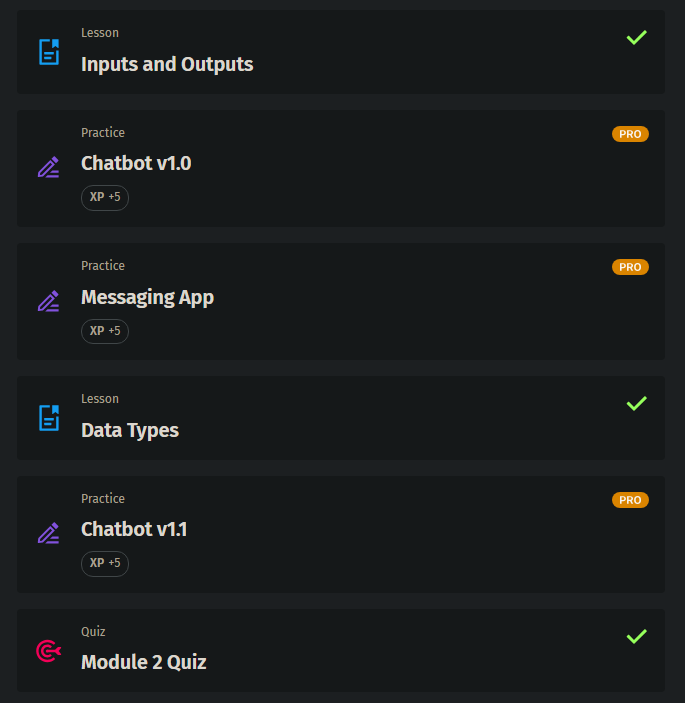 Lesson
Inputs and Outputs
Practice
PRO
Chatbot v1.0
XP +5
Practice
PRO
Messaging App
XP +5
Lesson
Data Types
Practice
PRO
Chatbot v1.1
XP +5
Quiz
Module 2 Quiz